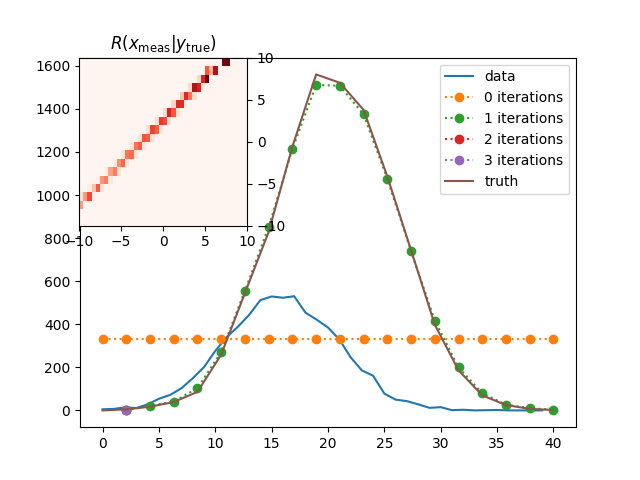 R(x_meas|y_true)
1600
1400
1200
1000
800
600
400
200
0
10
5
0
−5
−10
−10 −5 0 5 10
data
0 iterations
1 iterations
2 iterations
3 iterations
truth
0 5 10 15 20 25 30 35 40